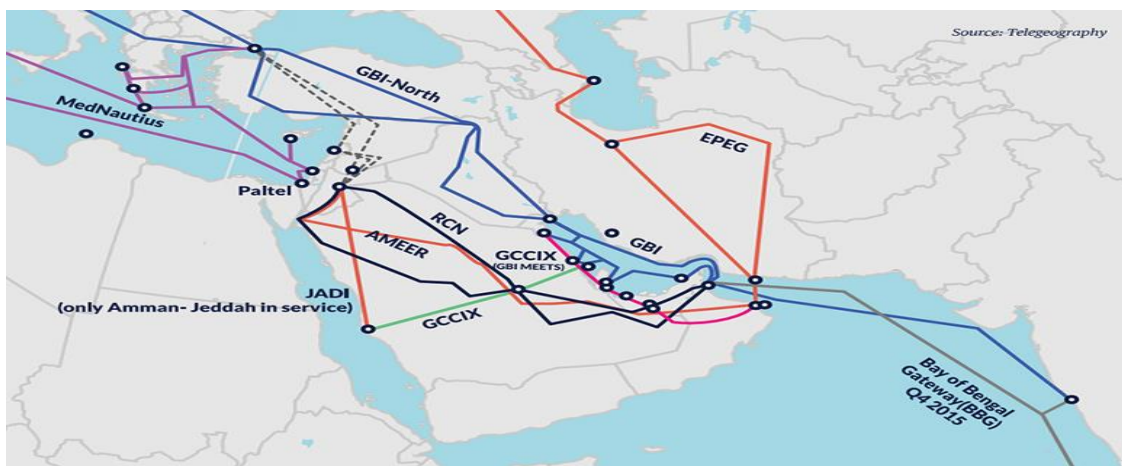 Source: Telegeography
GBI-North
MedNautius
EPEG
Paltel
RCN
GBI
AMEER
GCCIX
(GBI MEETS)
JADI
(only Amman- Jeddah in service)
GCCIX
Bay of Bengal
Gateway(BBG)
Q4 2015